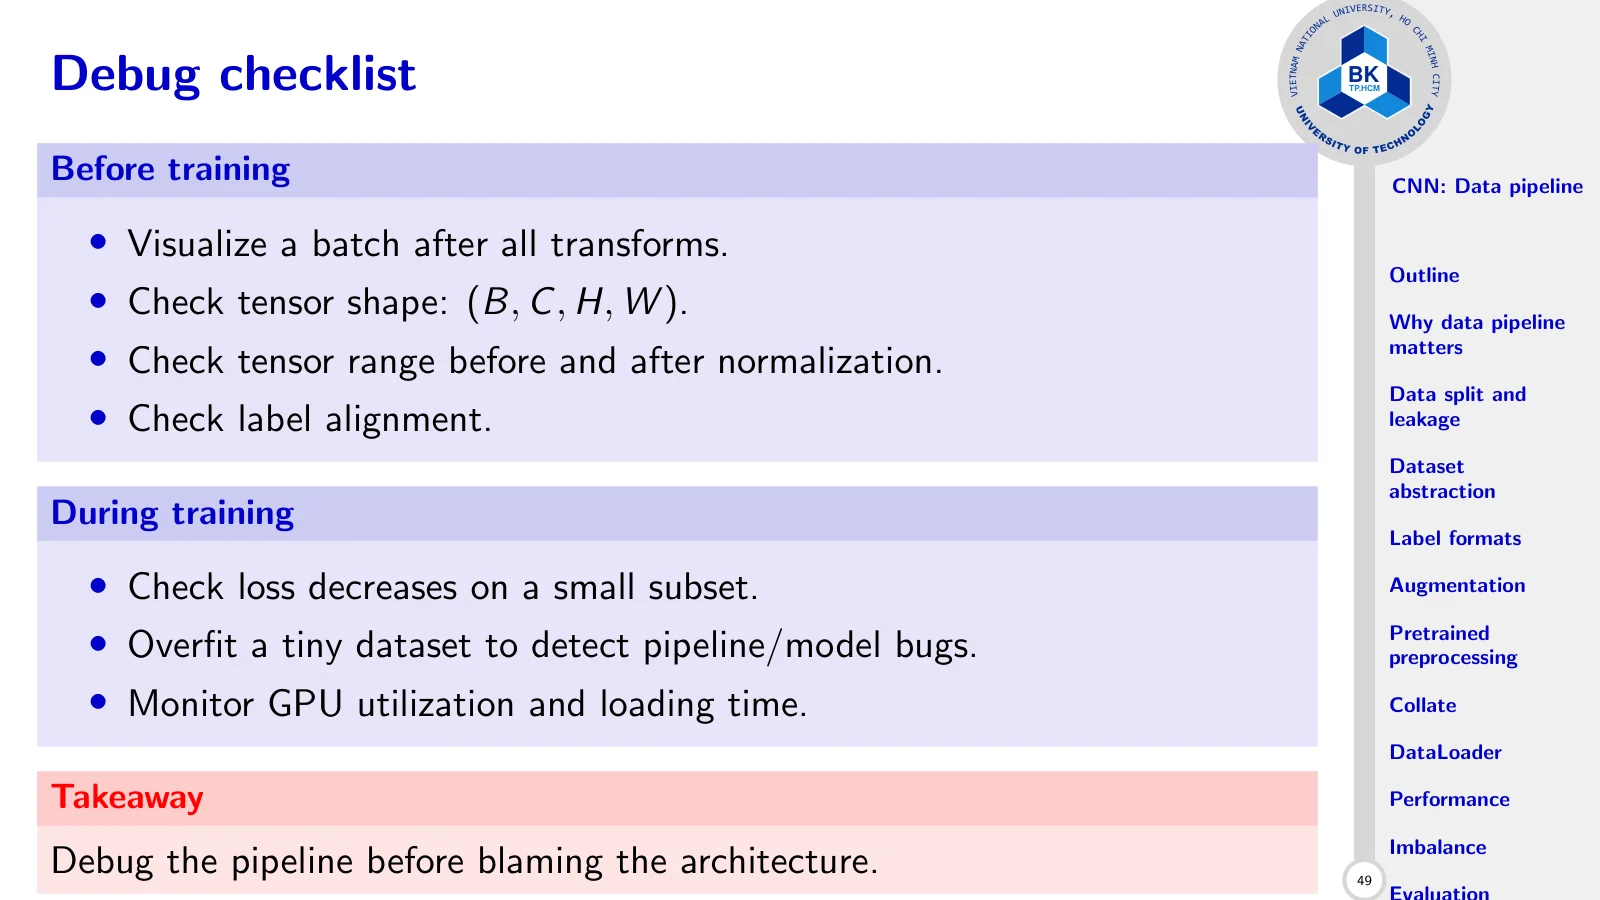 Debug checklist
Before training
• Visualize a batch after all transforms.
• Check tensor shape: (B, C, H, W).
• Check tensor range before and after normalization.
• Check label alignment.
During training
• Check loss decreases on a small subset.
• Overfit a tiny dataset to detect pipeline/model bugs.
• Monitor GPU utilization and loading time.
Takeaway
Debug the pipeline before blaming the architecture.
VIETNAM NATIONAL UNIVERSITY, HO CHI MINH CITY
BK
TP.HCM
UNIVERSITY OF TECHNOLOGY
CNN: Data pipeline
Outline
Why data pipeline
matters
Data split and
leakage
Dataset
abstraction
Label formats
Augmentation
Pretrained
preprocessing
Collate
DataLoader
Performance
Imbalance
Evaluation
49